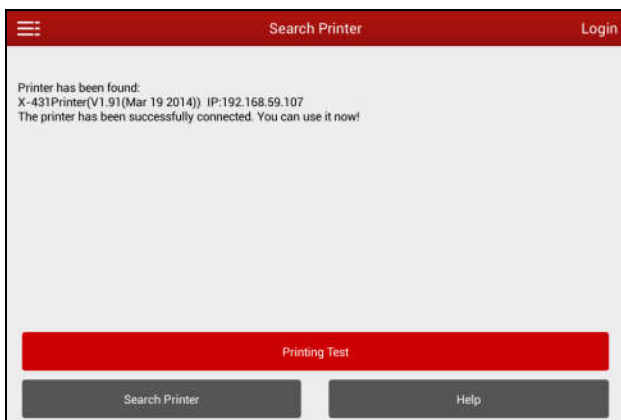 Search Printer
Login
Printer has been found:
X-431Printer(V1.91(Mar 19 2014)) IP:192.168.59.107
The printer has been successfully connected. You can use it now!
Printing Test
Search Printer
Help